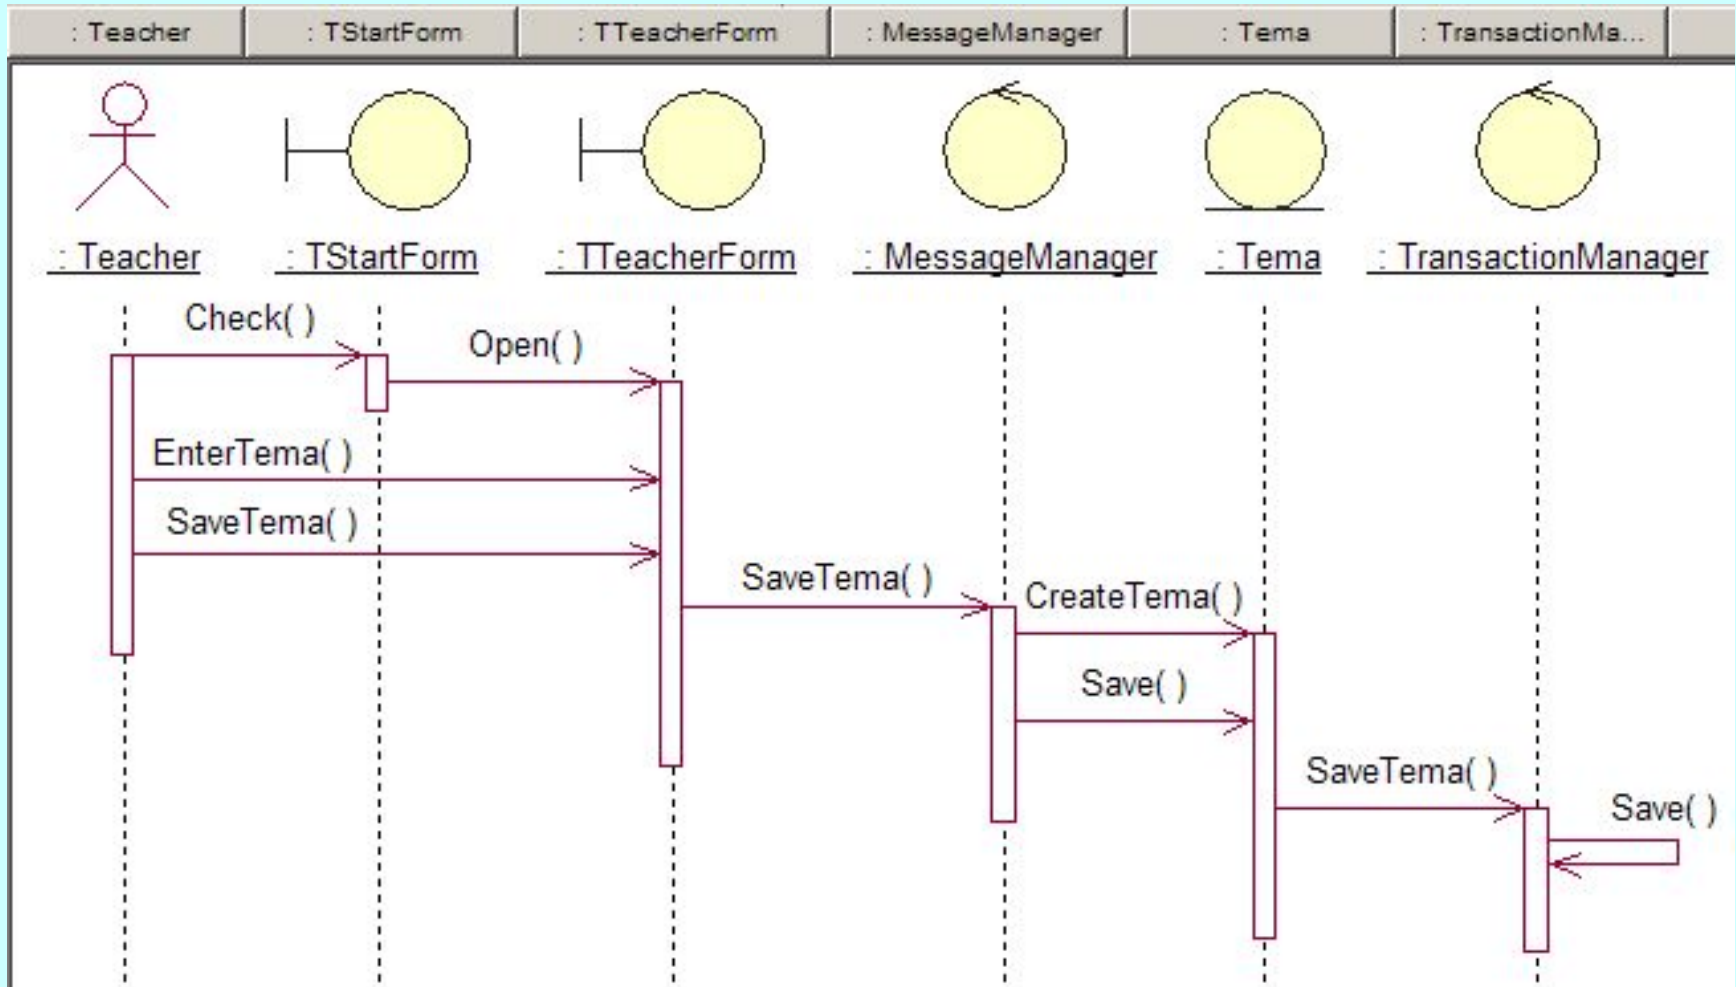 : Teacher
: TStartForm
: TTeacherForm
: MessageManager
: Tema
: TransactionMa...
: Teacher
: TStartForm
: TTeacherForm
: MessageManager
: Tema
: TransactionManager
Check( )
Open( )
EnterTema( )
SaveTema( )
SaveTema( )
CreateTema( )
Save( )
SaveTema( )
Save( )